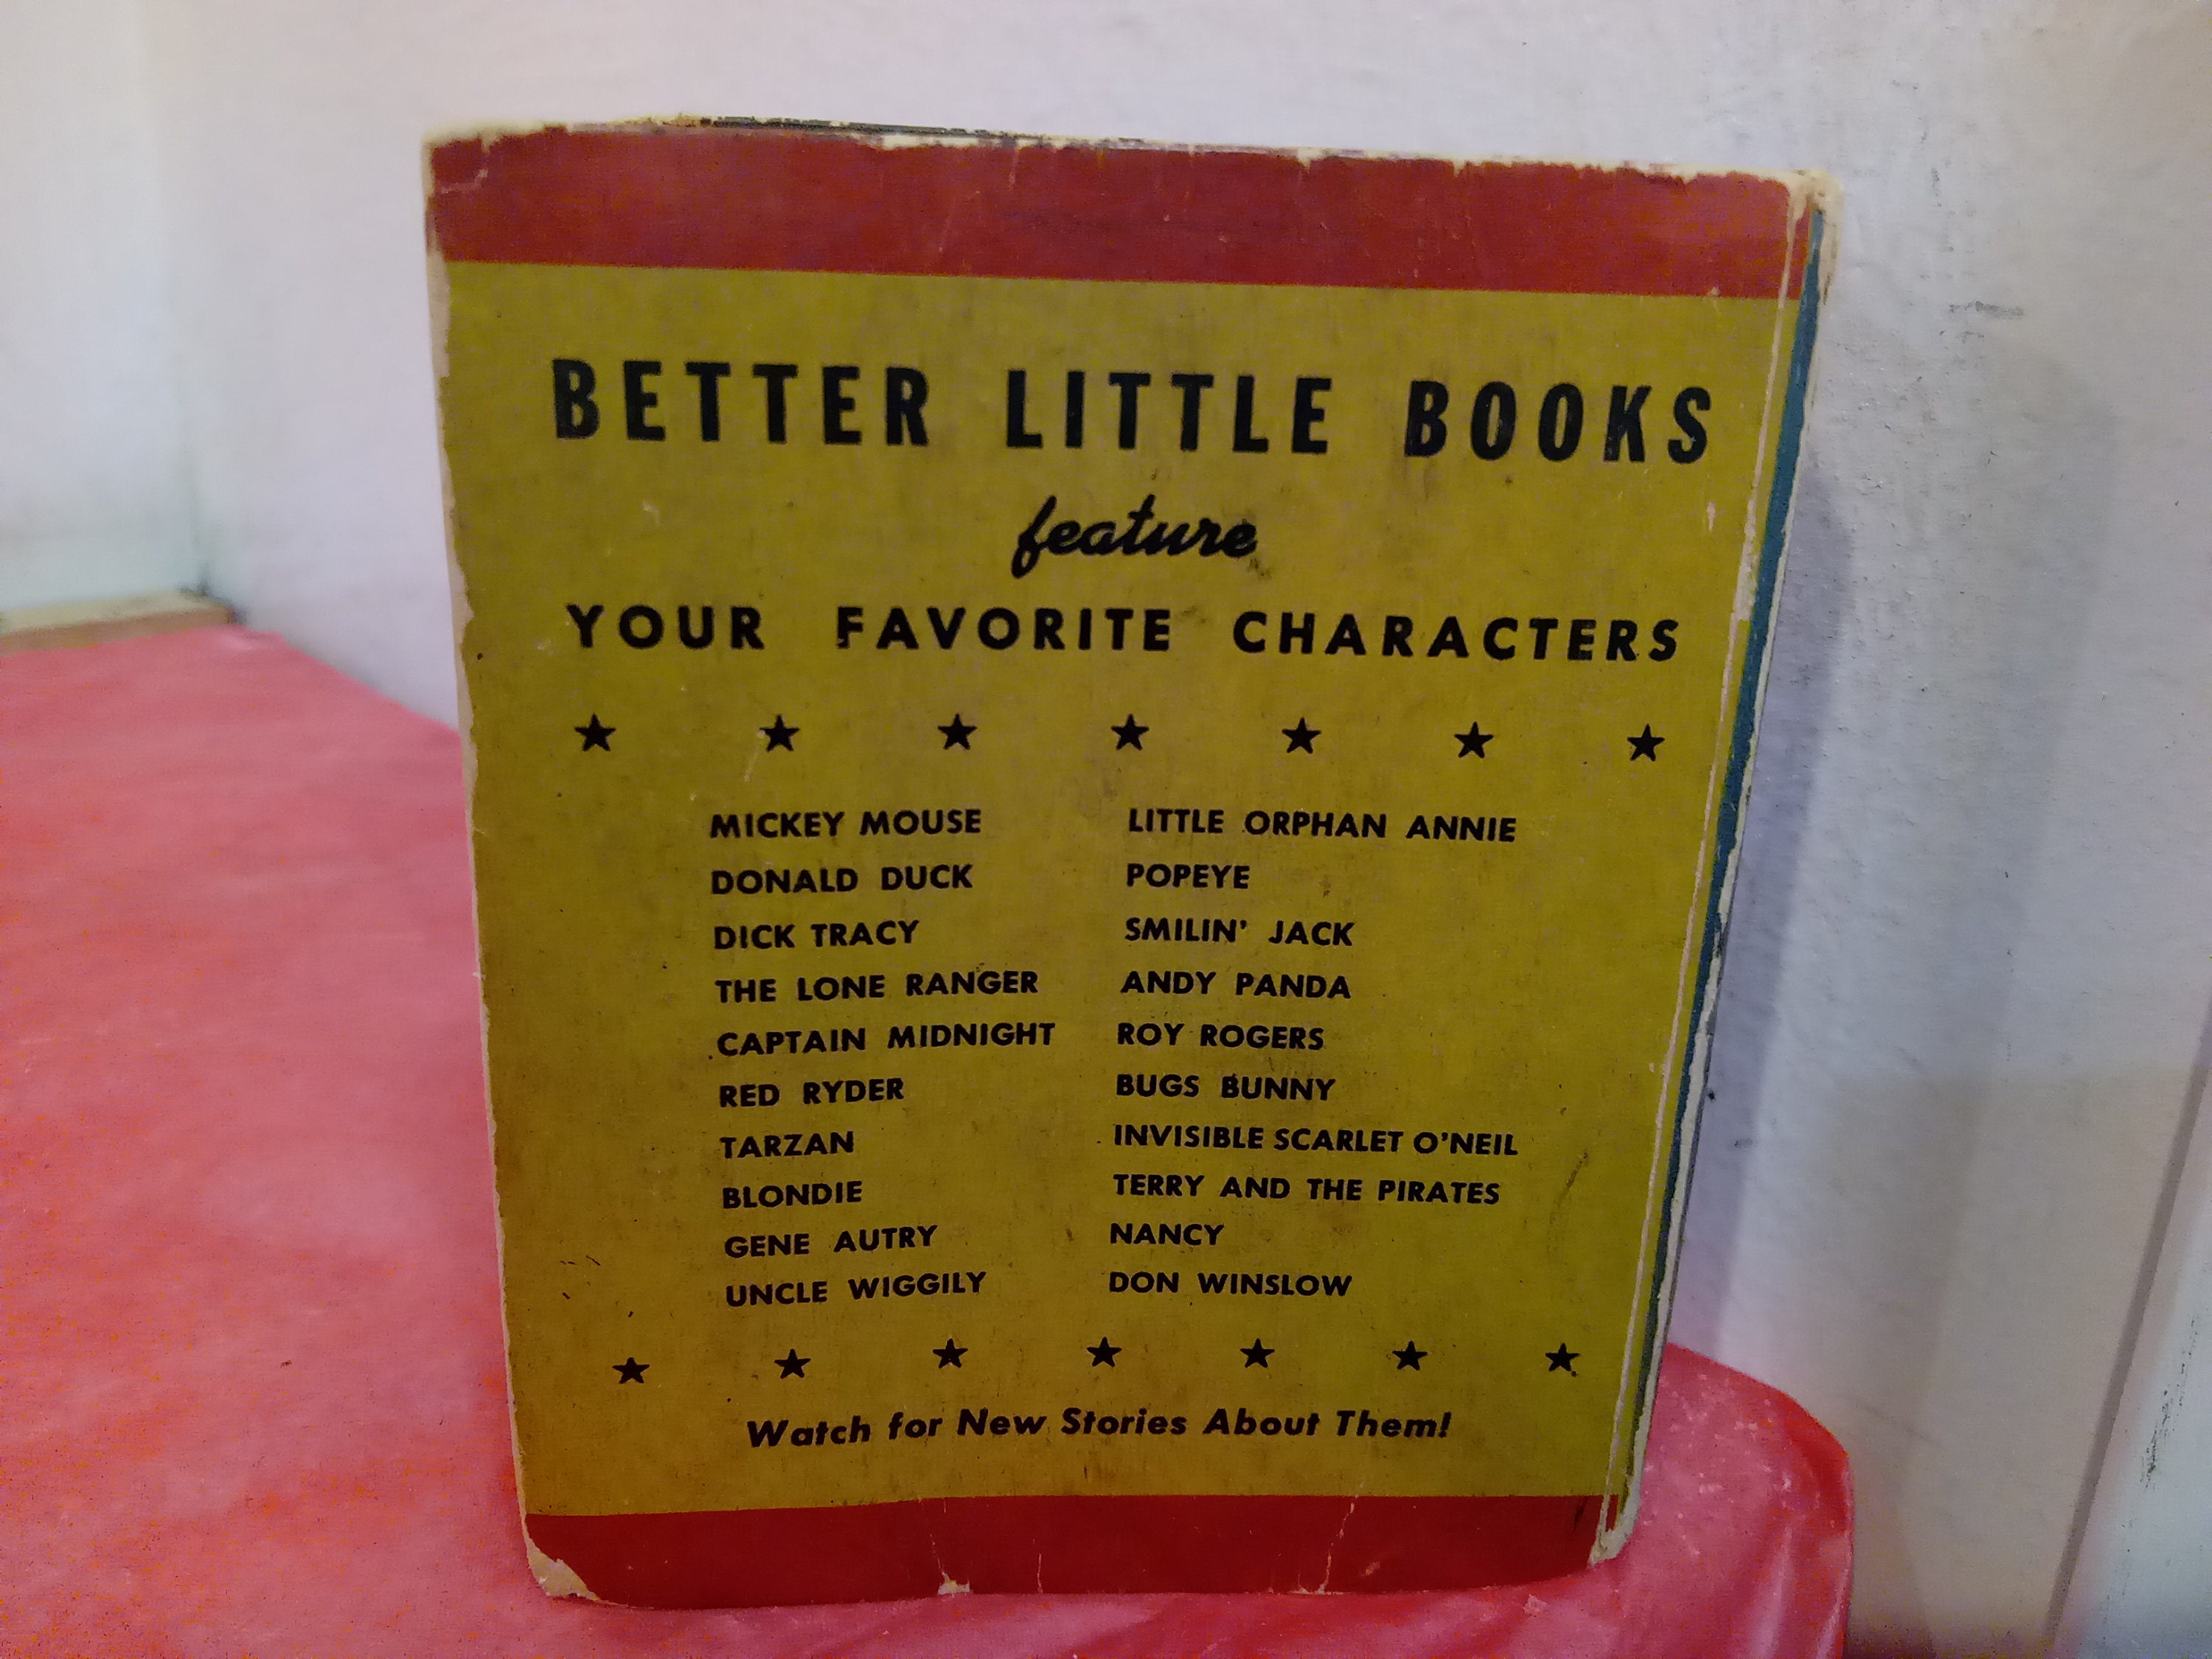 BETTER LITTLE BOOKS
feature
YOUR FAVORITE CHARACTERS
MICKEY MOUSE
DONALD DUCK
DICK TRACY
THE LONE RANGER
CAPTAIN MIDNIGHT
RED RYDER
TARZAN
BLONDIE
GENE AUTRY
UNCLE WIGGILY
LITTLE ORPHAN ANNIE
POPEYE
SMILIN' JACK
ANDY PANDA
ROY ROGERS
BUGS BUNNY
INVISIBLE SCARLET O'NEIL
TERRY AND THE PIRATES
NANCY
DON WINSLOW
Watch for New Stories About Them!